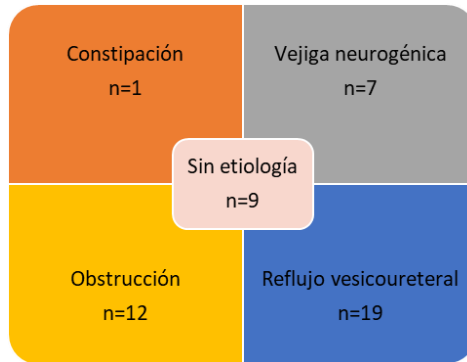 Constipación
n=1
Vejiga neurogénica
n=7
Sin etiología
n=9
Obstrucción
n=12
Reflujo vesicoureteral
n=19